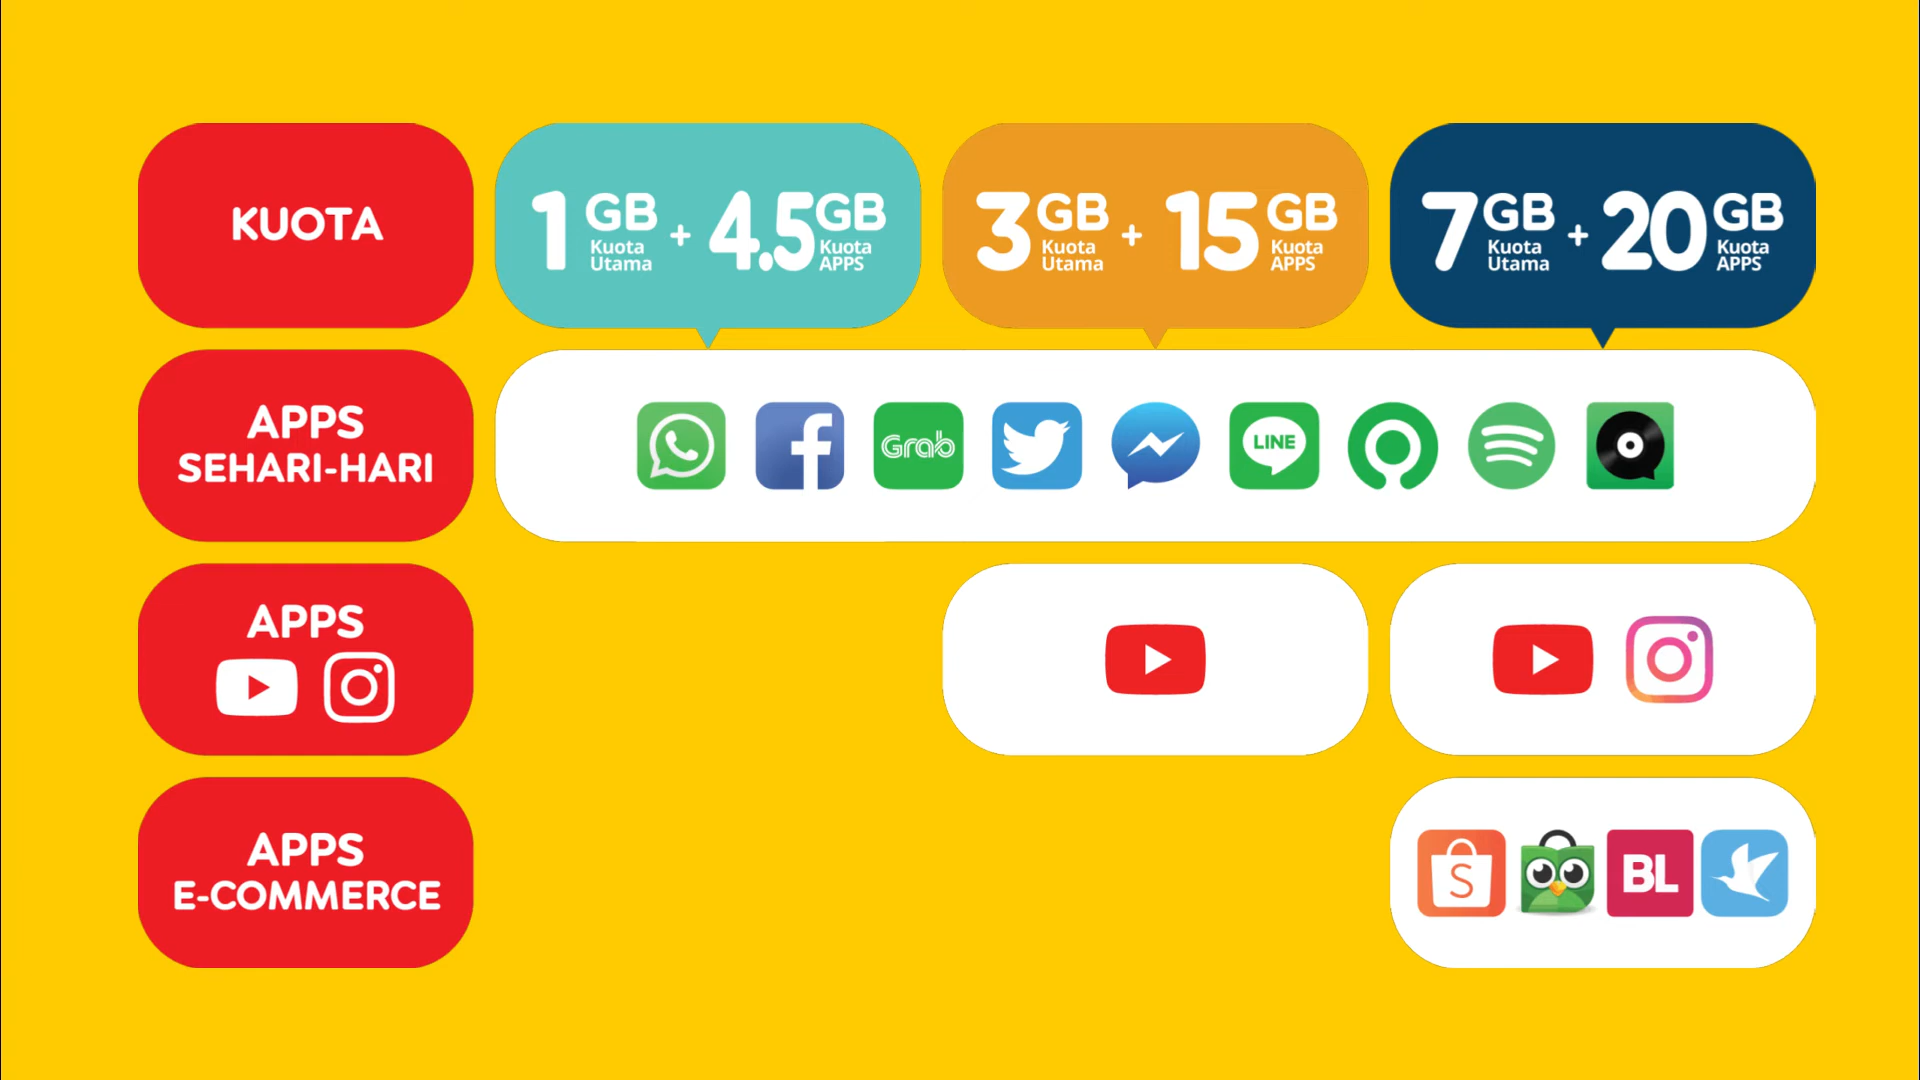 KUOTA
1 GB Kuota Utama + 4.5 GB Kuota APPS
3 GB Kuota Utama + 15 GB Kuota APPS
7 GB Kuota Utama + 20 GB Kuota APPS
APPS
SEHARI-HARI
Grab
LINE
APPS
APPS
E-COMMERCE
S
BL